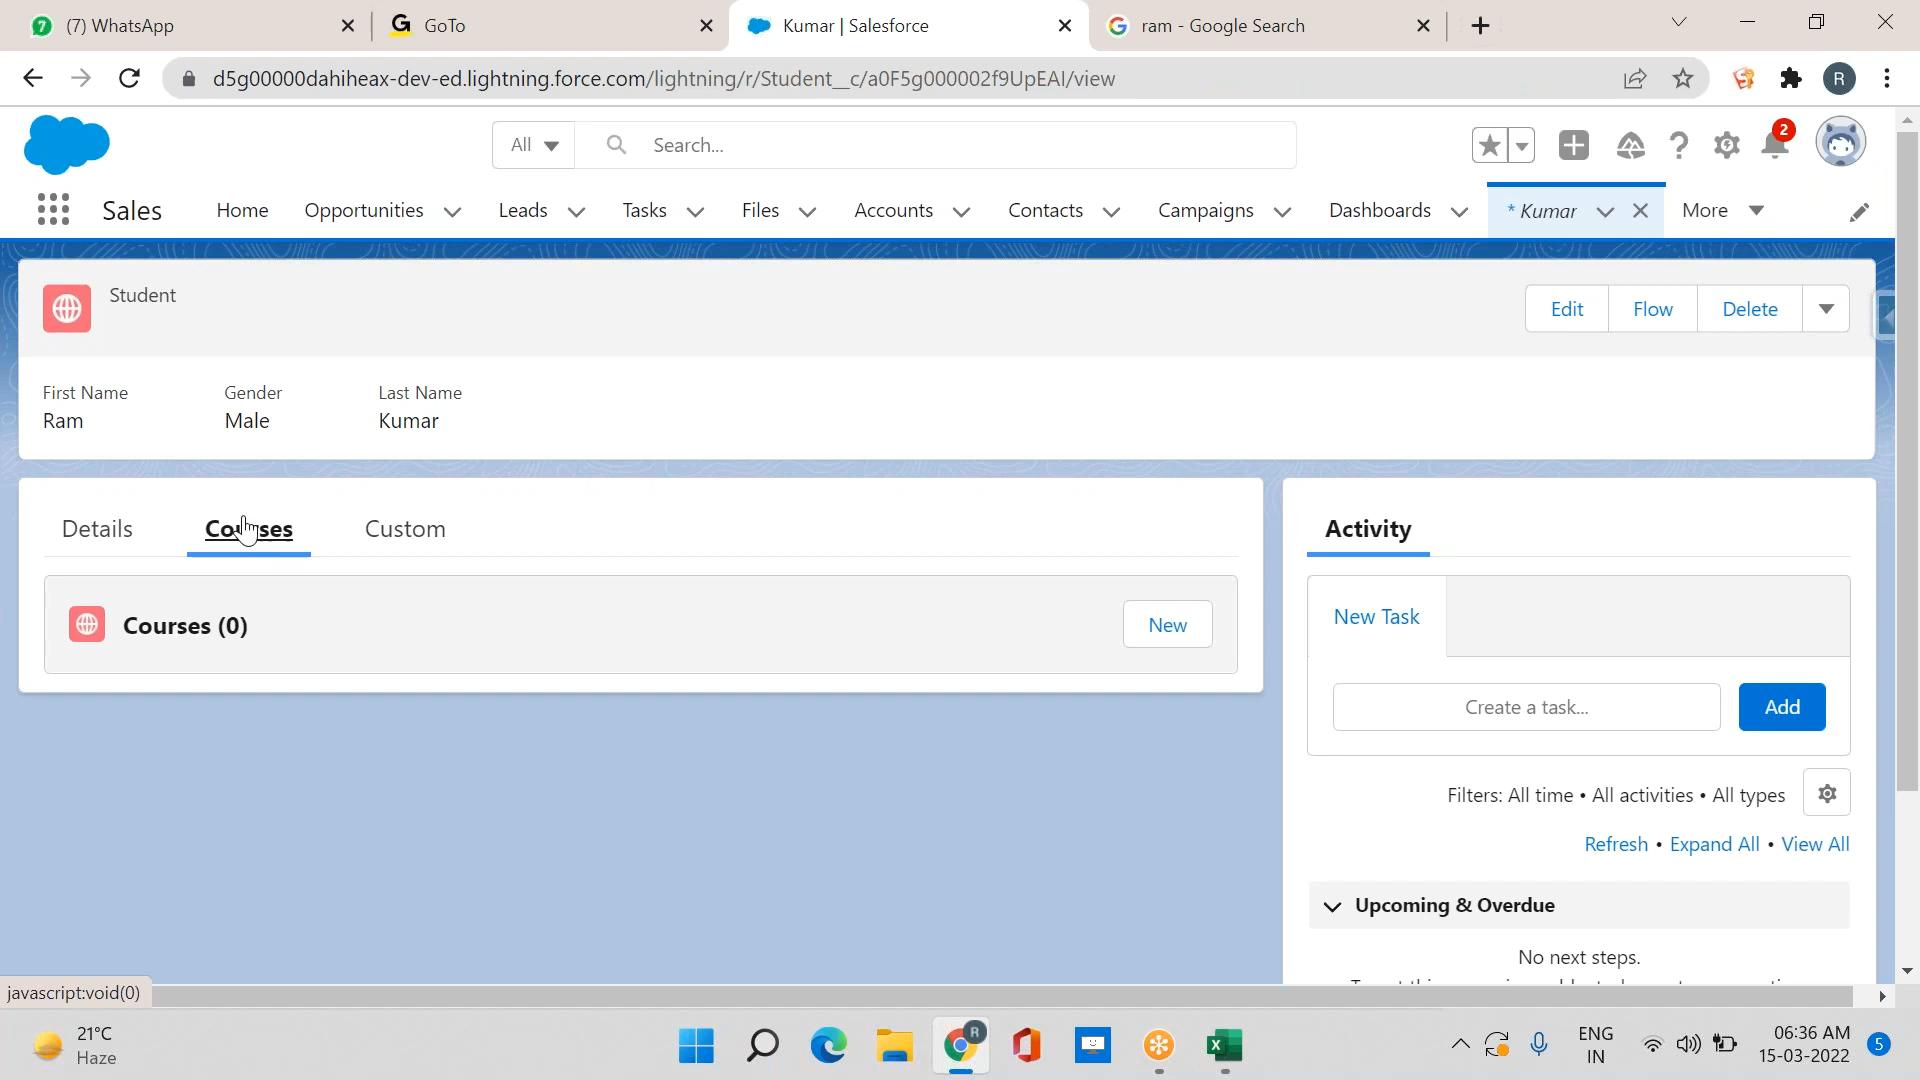 (7) WhatsApp
GoTo
Kumar | Salesforce
ram - Google Search
d5g00000dahiheax-dev-ed.lightning.force.com/lightning/r/Student__c/a0F5g000002f9UpEAI/view
R
All
Search...
2
Sales
Home
Opportunities
Leads
Tasks
Files
Accounts
Contacts
Campaigns
Dashboards
* Kumar
More
Student
Edit
Flow
Delete
First Name
Gender
Last Name
Ram
Male
Kumar
Details
Courses
Custom
Activity
Courses (0)
New
New Task
Create a task...
Add
Filters: All time • All activities • All types
Refresh • Expand All • View All
Upcoming & Overdue
No next steps.
javascript:void(0)
21°C
Haze
R
ENG
IN
06:36 AM
15-03-2022
5